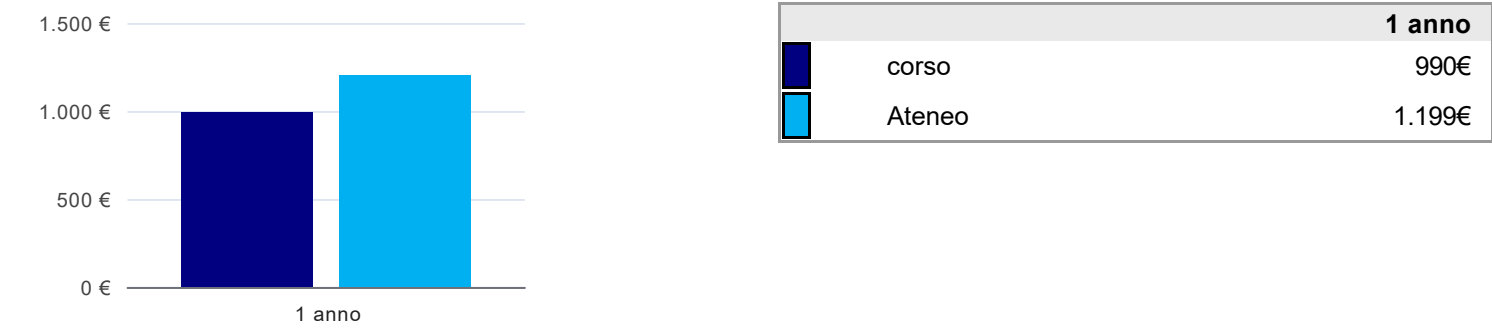 1.500 €
1.000 €
500 €
0 €
1 anno
1 anno
corso 990€
Ateneo 1.199€